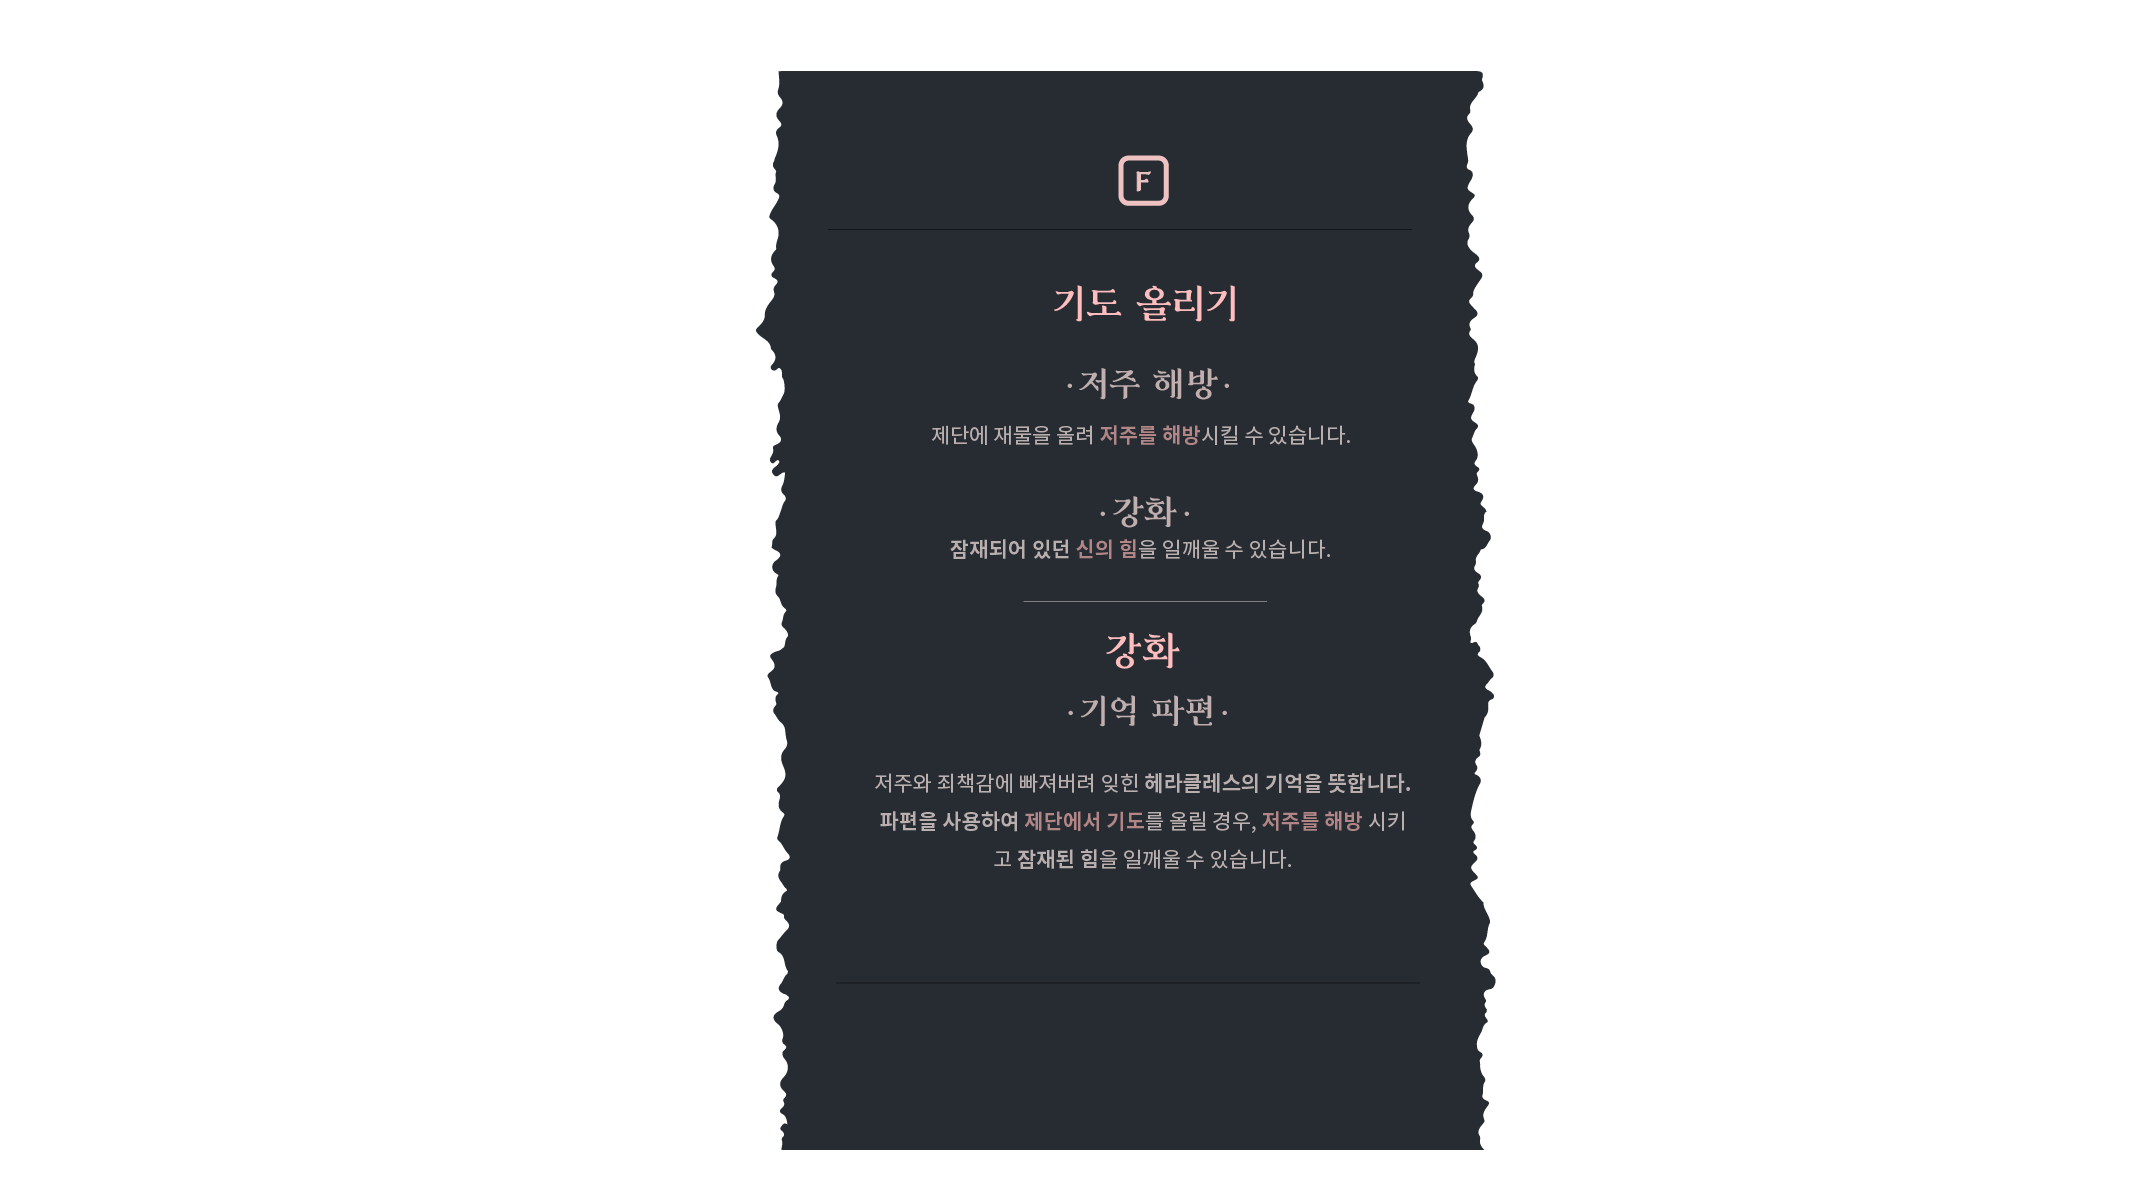 F
기도 올리기
·저주 해방·
제단에 재물을 올려 저주를 해방시킬 수 있습니다.
·강화·
잠재되어 있던 신의 힘을 일깨울 수 있습니다.
강화
·기억 파편·
저주와 죄책감에 빠져버려 잊힌 헤라클레스의 기억을 뜻합니다.
파편을 사용하여 제단에서 기도를 올릴 경우, 저주를 해방 시키
고 잠재된 힘을 일깨울 수 있습니다.